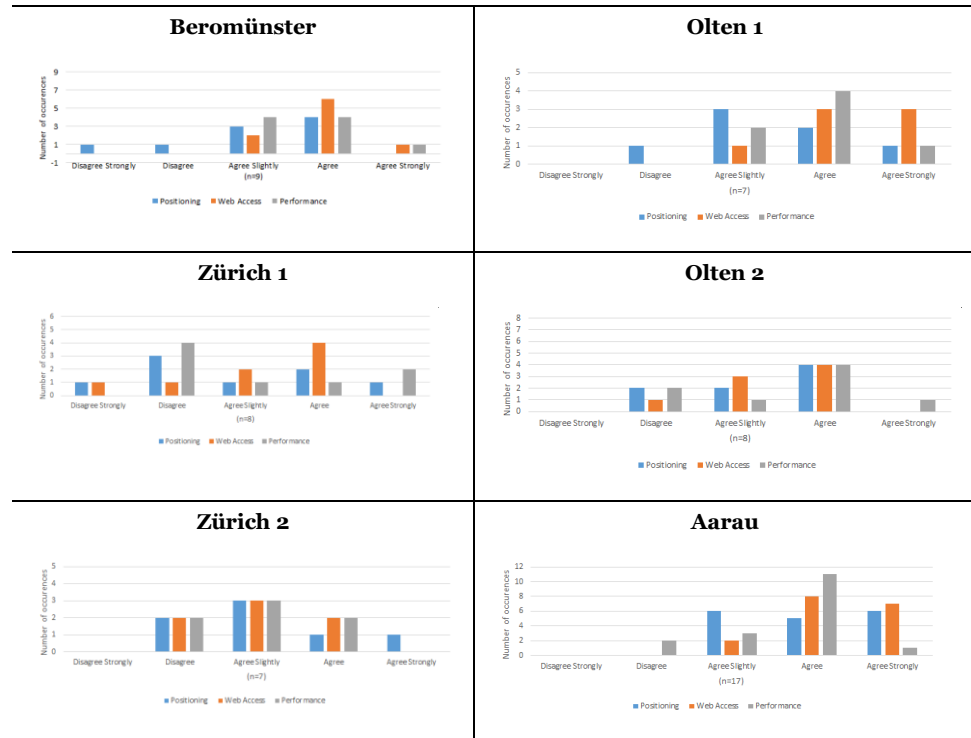 Beromünster
Number of occurences
9
7
5
3
1
-1
Disagree Strongly Disagree Agree Slightly Agree Agree Strongly
(n=9)
Positioning Web Access Performance
Olten 1
Number of occurences
5
4
3
2
1
0
Disagree Strongly Disagree Agree Slightly Agree Agree Strongly
(n=7)
Positioning Web Access Performance
Zürich 1
Number of occurences
6
5
4
3
2
1
0
Disagree Strongly Disagree Agree Slightly Agree Agree Strongly
(n=8)
Positioning Web Access Performance
Olten 2
Number of occurences
8
7
6
5
4
3
2
1
0
Disagree Strongly Disagree Agree Slightly Agree Agree Strongly
(n=8)
Positioning Web Access Performance
Zürich 2
Number of occurences
5
4
3
2
1
0
Disagree Strongly Disagree Agree Slightly Agree Agree Strongly
(n=7)
Positioning Web Access Performance
Aarau
Number of occurences
12
10
8
6
4
2
0
Disagree Strongly Disagree Agree Slightly Agree Agree Strongly
(n=17)
Positioning Web Access Performance